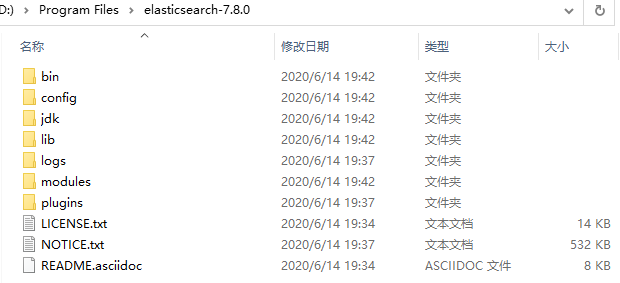 D:) Program Files elasticsearch-7.8.0
名称 修改日期 类型 大小
bin 2020/6/14 19:42 文件夹
config 2020/6/14 19:42 文件夹
jdk 2020/6/14 19:42 文件夹
lib 2020/6/14 19:42 文件夹
logs 2020/6/14 19:37 文件夹
modules 2020/6/14 19:42 文件夹
plugins 2020/6/14 19:37 文件夹
LICENSE.txt 2020/6/14 19:34 文本文档 14 KB
NOTICE.txt 2020/6/14 19:37 文本文档 532 KB
README.asciidoc 2020/6/14 19:34 ASCIIDOC 文件 8 KB